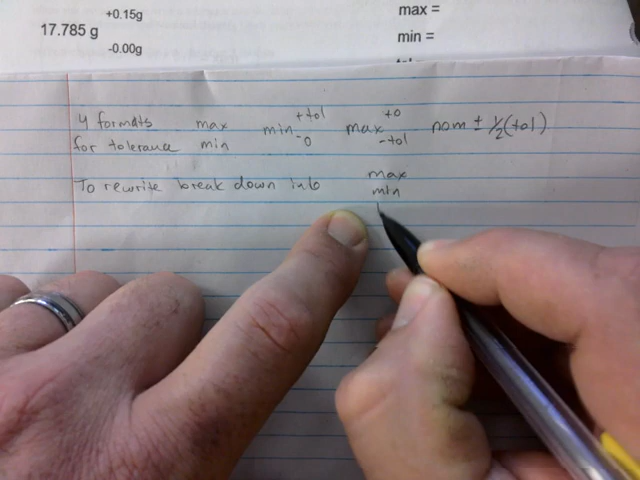 +0.15g
17.785 g
-0.00g
max =
min =
4 formats max min +tol max +0 nom ± 1/2(tol)
for tolerance min -0 -tol
To rewrite break down into max
min